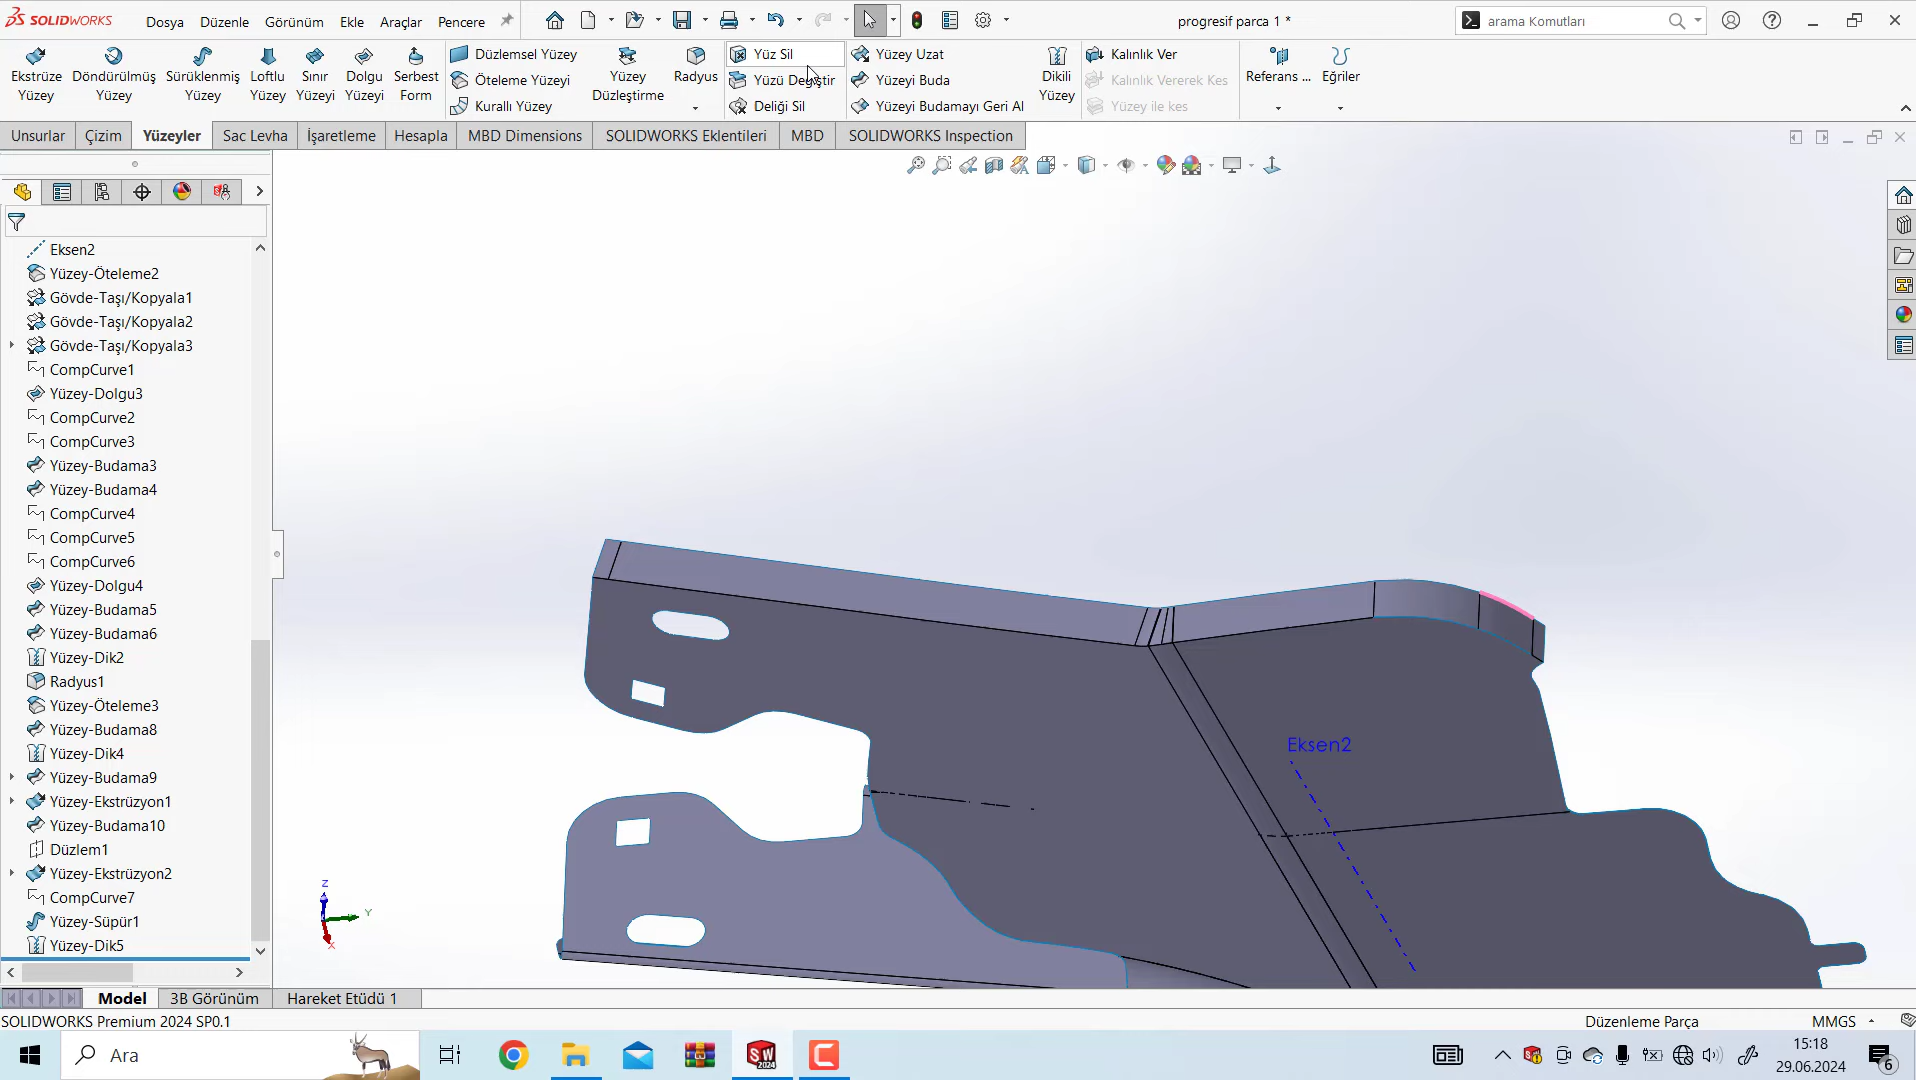 SOLIDWORKS
Dosya
Düzenle
Görünüm
Ekle
Araçlar
Pencere
progresif parca 1 *
arama Komutları
Ekstrüze Yüzey
Döndürülmüş Yüzey
Sürüklenmiş Yüzey
Loftlu Yüzey
Sınır Yüzeyi
Dolgu Yüzeyi
Serbest Form
Düzlemsel Yüzey
Öteleme Yüzeyi
Kurallı Yüzey
Yüzey Düzleştirme
Radyus
Yüz Sil
Yüzü Değiştir
Deliği Sil
Yüzey Uzat
Yüzeyi Buda
Yüzeyi Budamayı Geri Al
Dikili Yüzey
Kalınlık Ver
Kalınlık Vererek Kes
Yüzey ile kes
Referans ...
Eğriler
Unsurlar
Çizim
Yüzeyler
Sac Levha
İşaretleme
Hesapla
MBD Dimensions
SOLIDWORKS Eklentileri
MBD
SOLIDWORKS Inspection
Eksen2
Yüzey-Öteleme2
Gövde-Taşı/Kopyala1
Gövde-Taşı/Kopyala2
Gövde-Taşı/Kopyala3
CompCurve1
Yüzey-Dolgu3
CompCurve2
CompCurve3
Yüzey-Budama3
Yüzey-Budama4
CompCurve4
CompCurve5
CompCurve6
Yüzey-Dolgu4
Yüzey-Budama5
Yüzey-Budama6
Yüzey-Dik2
Radyus1
Yüzey-Öteleme3
Yüzey-Budama8
Yüzey-Dik4
Yüzey-Budama9
Yüzey-Ekstrüzyon1
Yüzey-Budama10
Düzlem1
Yüzey-Ekstrüzyon2
CompCurve7
Yüzey-Süpür1
Yüzey-Dik5
Eksen2
Z
Y
X
Model
3B Görünüm
Hareket Etüdü 1
SOLIDWORKS Premium 2024 SP0.1
Düzenleme Parça
MMGS
Ara
SW
2024
15:18
29.06.2024
6